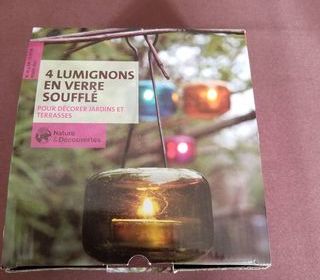 4 LUMIGNONS
EN VERRE
SOUFFLÉ
POUR DÉCORER JARDINS ET
TERRASSES
Nature
& Découvertes